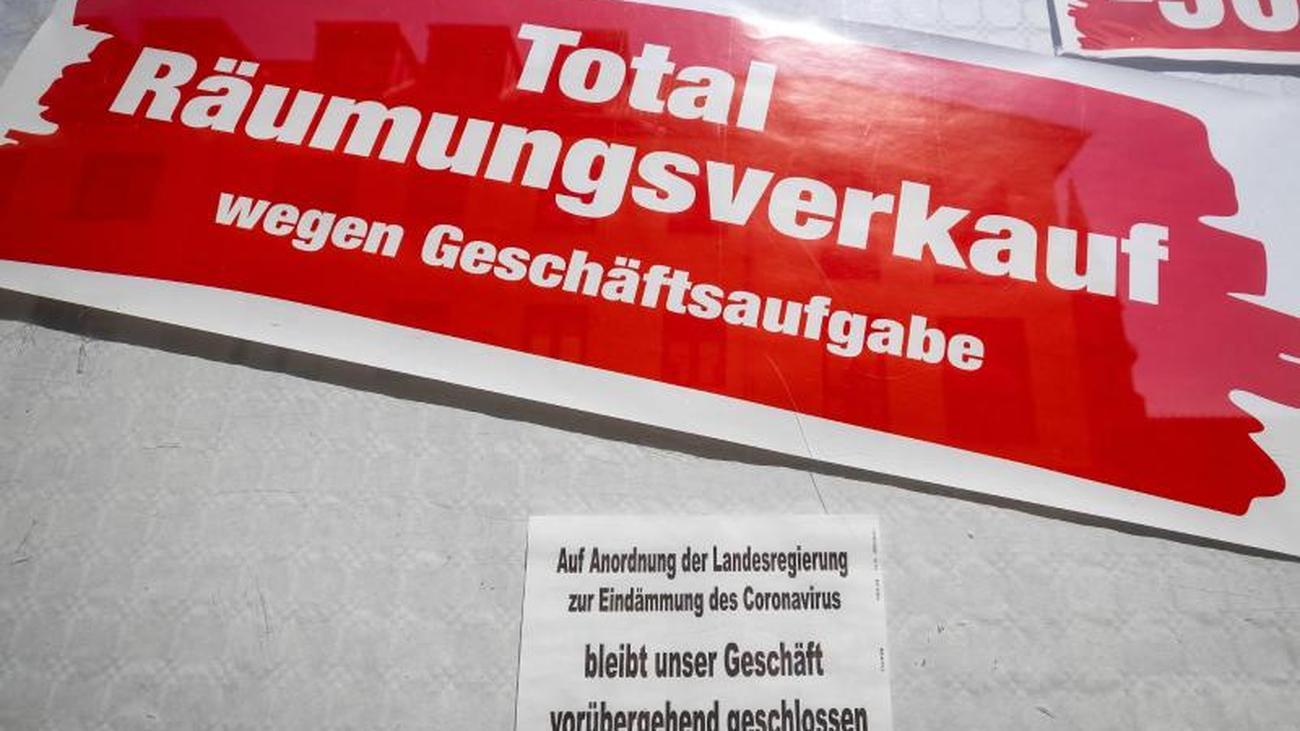 Total
Räumungsverkauf
wegen Geschäftsaufgabe
Auf Anordnung der Landesregierung
zur Eindämmung des Coronavirus
bleibt unser Geschäft
vorübergehend geschlossen